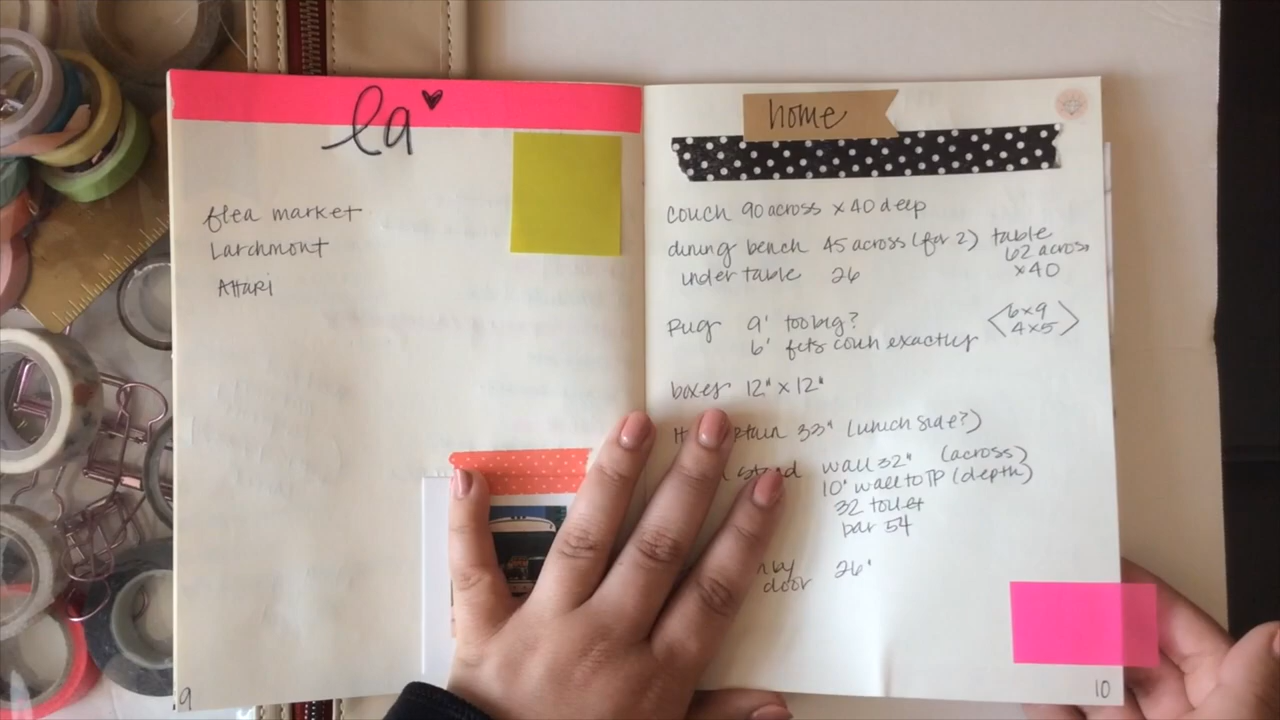 la
flea market
Larchmont
Attari
9
home
couch 90 across x 40 deep
dining bench 45 across (for 2) table
under table 26 62 across
x40
rug 9' too big? 6x9
6' fits couch exactly 4x5
boxes 12" x 12"
33" (which side?)
stand wall 32" (across)
10" wall to TP (depth)
32 toilet
bar 54
by 26"
door
10